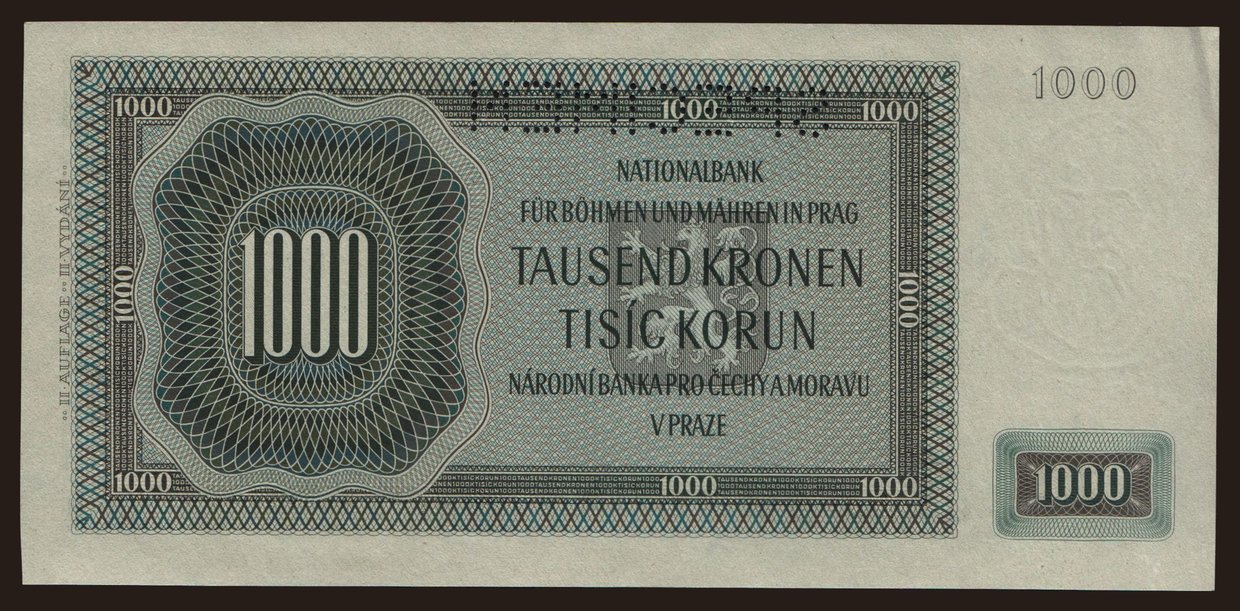 1000
1000
1000
1000
NATIONALBANK
FÜR BÖHMEN UND MÄHREN IN PRAG
TAUSEND KRONEN
TISÍC KORUN
NÁRODNÍ BANKA PRO ČECHY A MORAVU
V PRAZE
1000
1000
1000
°° II AUFLAGE °° II VYDÁNÍ °°
1000
1000
1000
1000